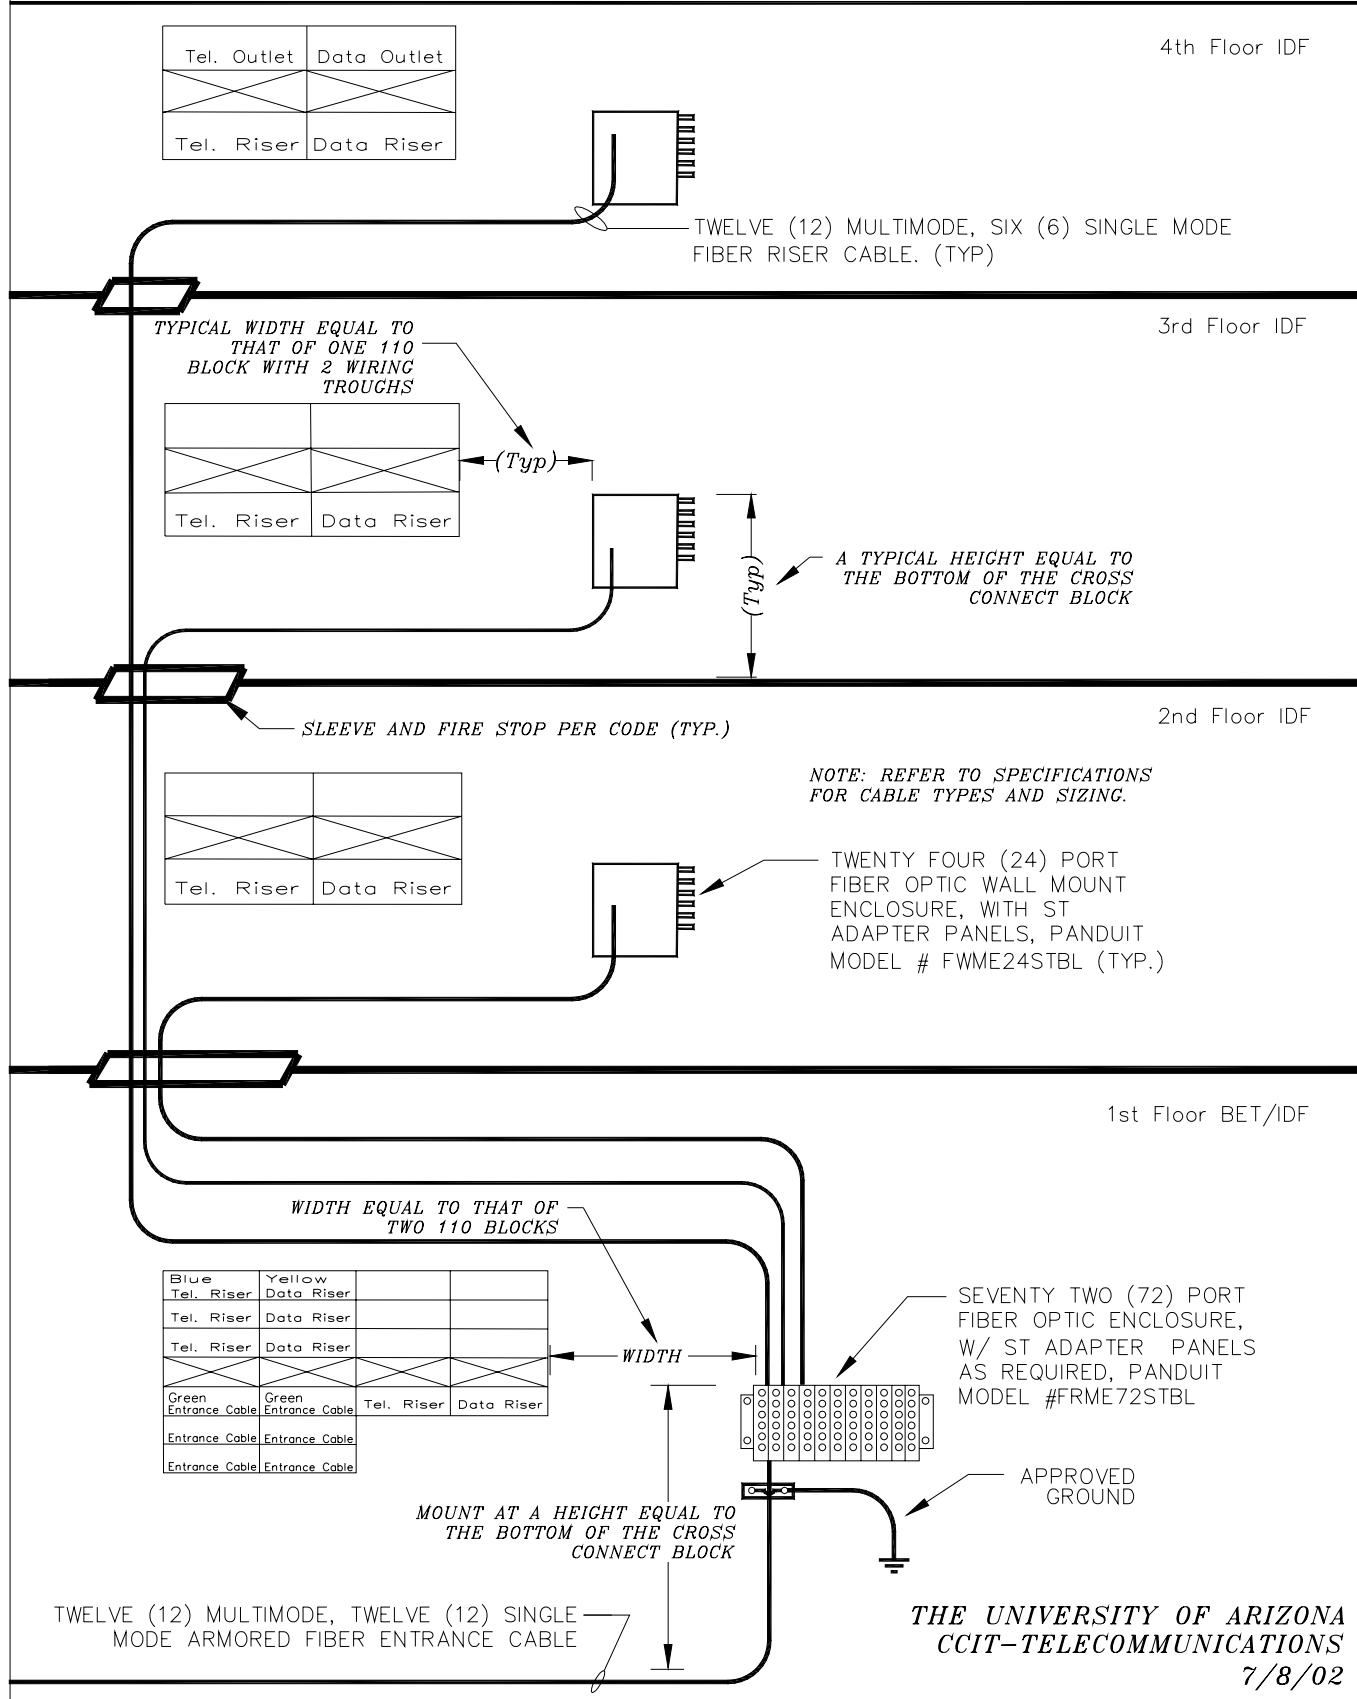 4th Floor IDF
Tel. Outlet
Data Outlet
Tel. Riser
Data Riser
TWELVE (12) MULTIMODE, SIX (6) SINGLE MODE
FIBER RISER CABLE. (TYP)
3rd Floor IDF
TYPICAL WIDTH EQUAL TO
THAT OF ONE 110
BLOCK WITH 2 WIRING
TROUGHS
(Typ)
Tel. Riser
Data Riser
(Typ)
A TYPICAL HEIGHT EQUAL TO
THE BOTTOM OF THE CROSS
CONNECT BLOCK
SLEEVE AND FIRE STOP PER CODE (TYP.)
2nd Floor IDF
NOTE: REFER TO SPECIFICATIONS
FOR CABLE TYPES AND SIZING.
Tel. Riser
Data Riser
TWENTY FOUR (24) PORT
FIBER OPTIC WALL MOUNT
ENCLOSURE, WITH ST
ADAPTER PANELS, PANDUIT
MODEL # FWME24STBL (TYP.)
1st Floor BET/IDF
WIDTH EQUAL TO THAT OF
TWO 110 BLOCKS
Blue
Tel. Riser
Yellow
Data Riser
Tel. Riser
Data Riser
Tel. Riser
Data Riser
Green
Entrance Cable
Green
Entrance Cable
Tel. Riser
Data Riser
Entrance Cable
Entrance Cable
Entrance Cable
Entrance Cable
WIDTH
SEVENTY TWO (72) PORT
FIBER OPTIC ENCLOSURE,
W/ ST ADAPTER PANELS
AS REQUIRED, PANDUIT
MODEL #FRME72STBL
APPROVED
GROUND
MOUNT AT A HEIGHT EQUAL TO
THE BOTTOM OF THE CROSS
CONNECT BLOCK
TWELVE (12) MULTIMODE, TWELVE (12) SINGLE
MODE ARMORED FIBER ENTRANCE CABLE
THE UNIVERSITY OF ARIZONA
CCIT-TELECOMMUNICATIONS
7/8/02